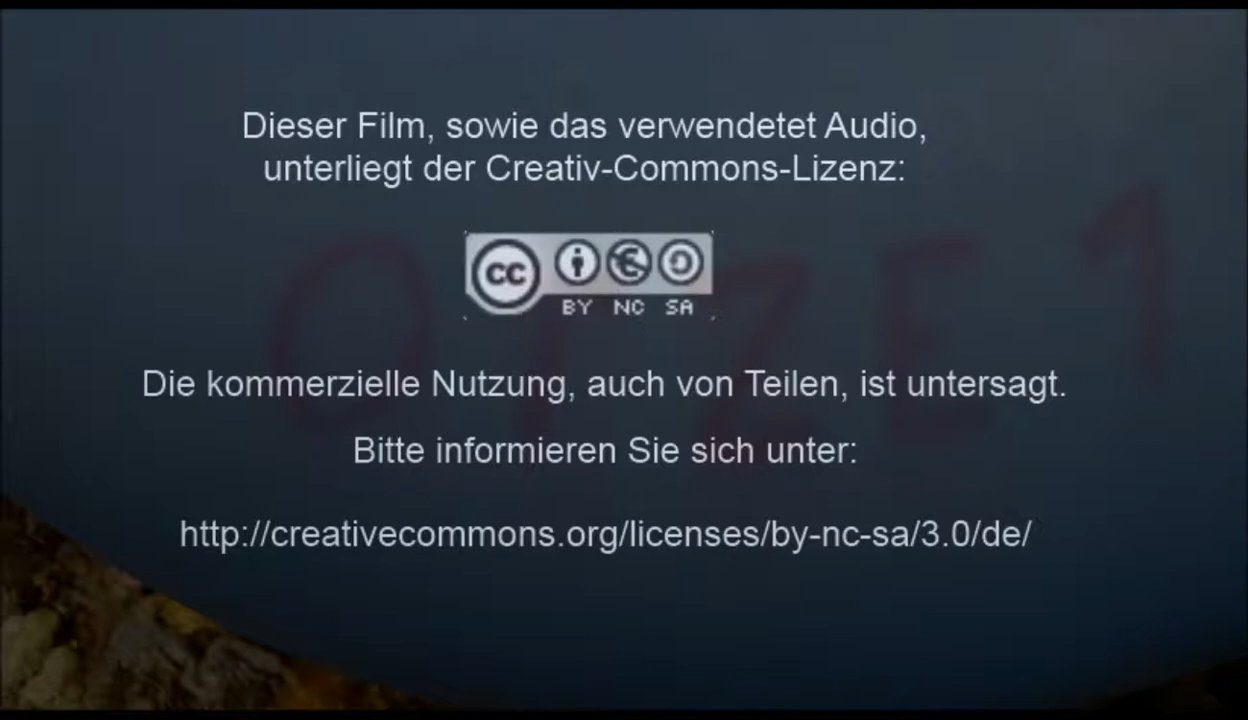 Dieser Film, sowie das verwendetet Audio,
unterliegt der Creativ-Commons-Lizenz:
cc
BY NC SA
Die kommerzielle Nutzung, auch von Teilen, ist untersagt.
Bitte informieren Sie sich unter:
http://creativecommons.org/licenses/by-nc-sa/3.0/de/